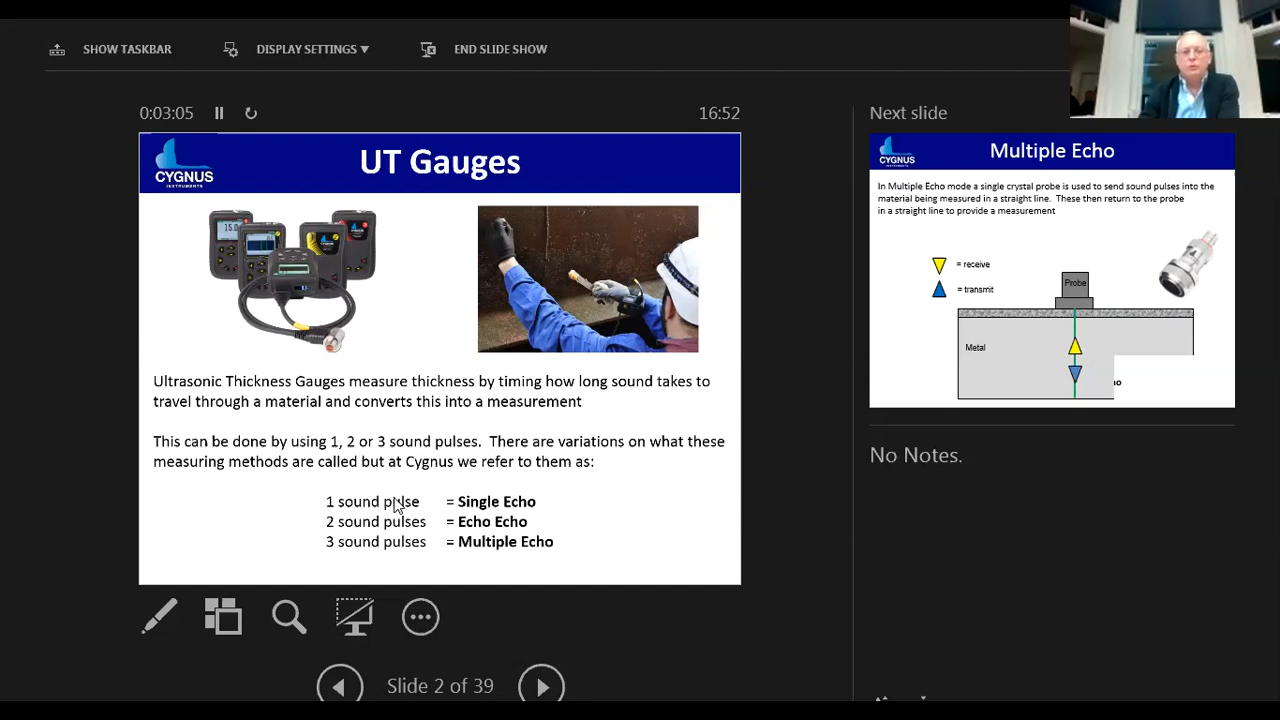 SHOW TASKBAR
DISPLAY SETTINGS ▼
END SLIDE SHOW
0:03:05
16:52
CYGNUS
INSTRUMENTS
UT Gauges
15.0
Ultrasonic Thickness Gauges measure thickness by timing how long sound takes to
travel through a material and converts this into a measurement
This can be done by using 1, 2 or 3 sound pulses. There are variations on what these
measuring methods are called but at Cygnus we refer to them as:
1 sound pulse = Single Echo
2 sound pulses = Echo Echo
3 sound pulses = Multiple Echo
Slide 2 of 39
Next slide
CYGNUS
INSTRUMENTS
Multiple Echo
In Multiple Echo mode a single crystal probe is used to send sound pulses into the
material being measured in a straight line. These then return to the probe
in a straight line to provide a measurement
= receive
= transmit
Probe
Metal
No Notes.